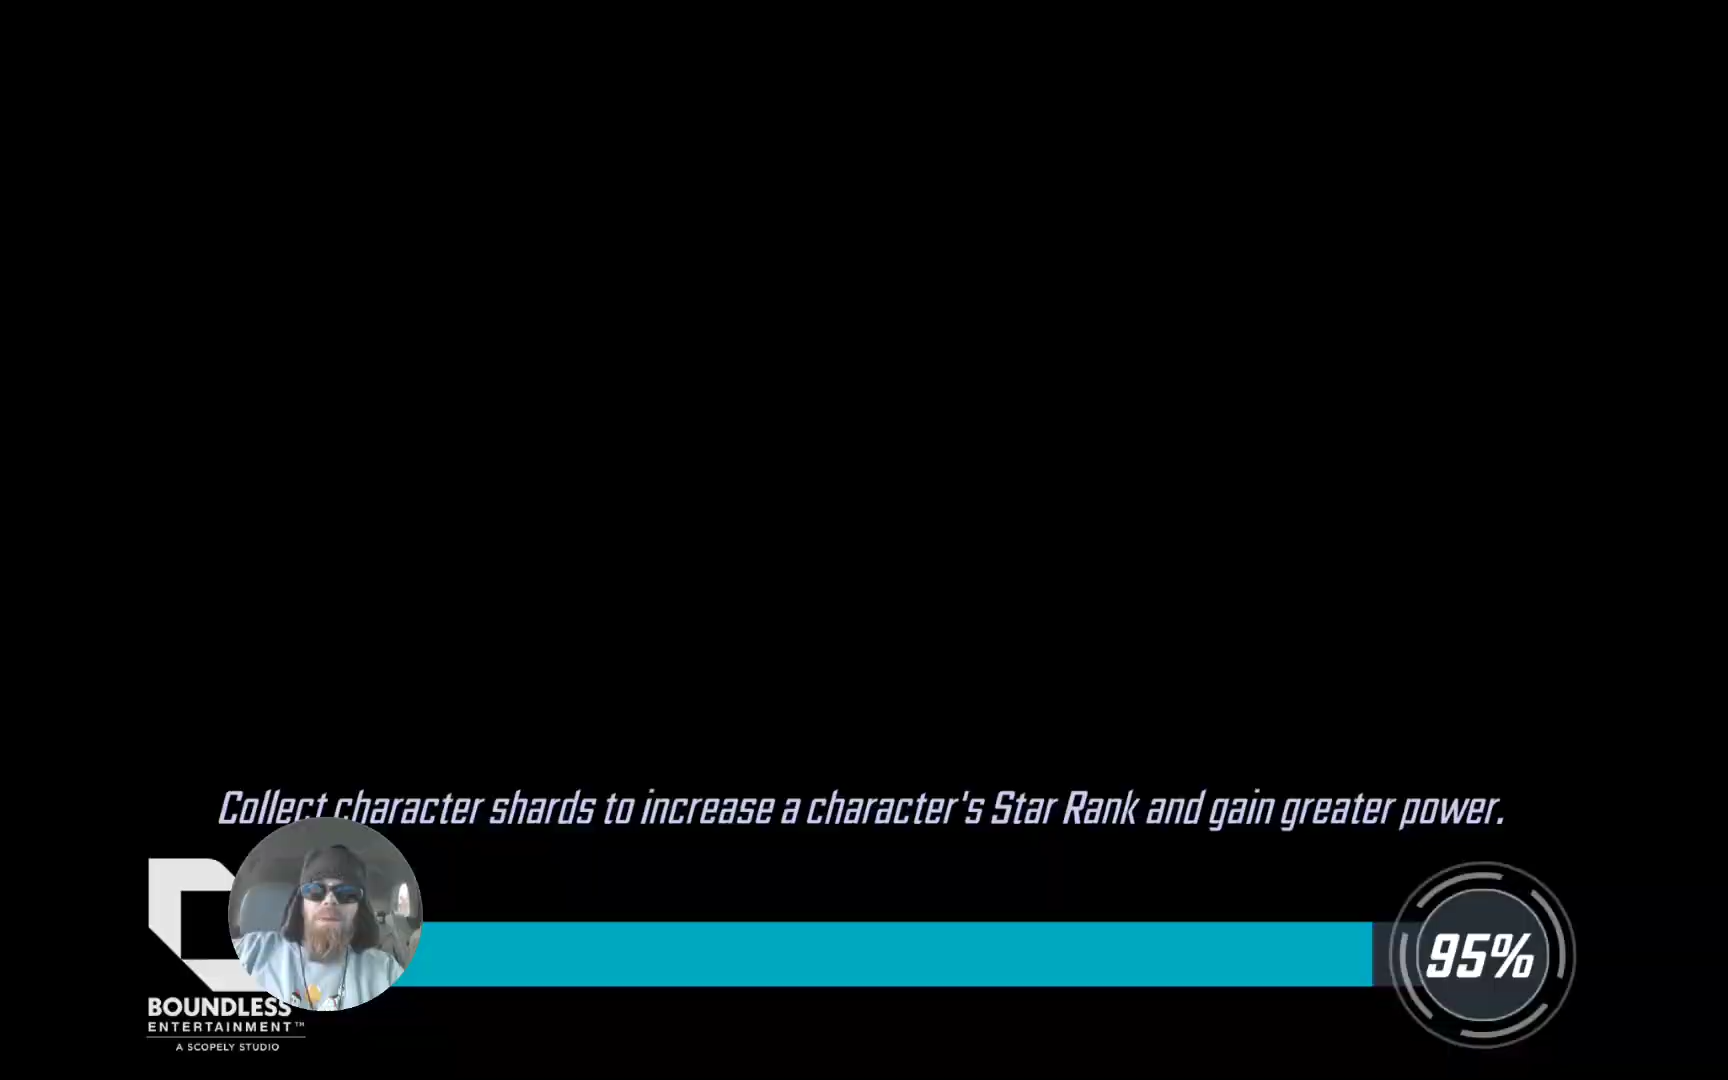 Collect character shards to increase a character's Star Rank and gain greater power.
95%
BOUNDLESS
ENTERTAINMENT™
A SCOPELY STUDIO